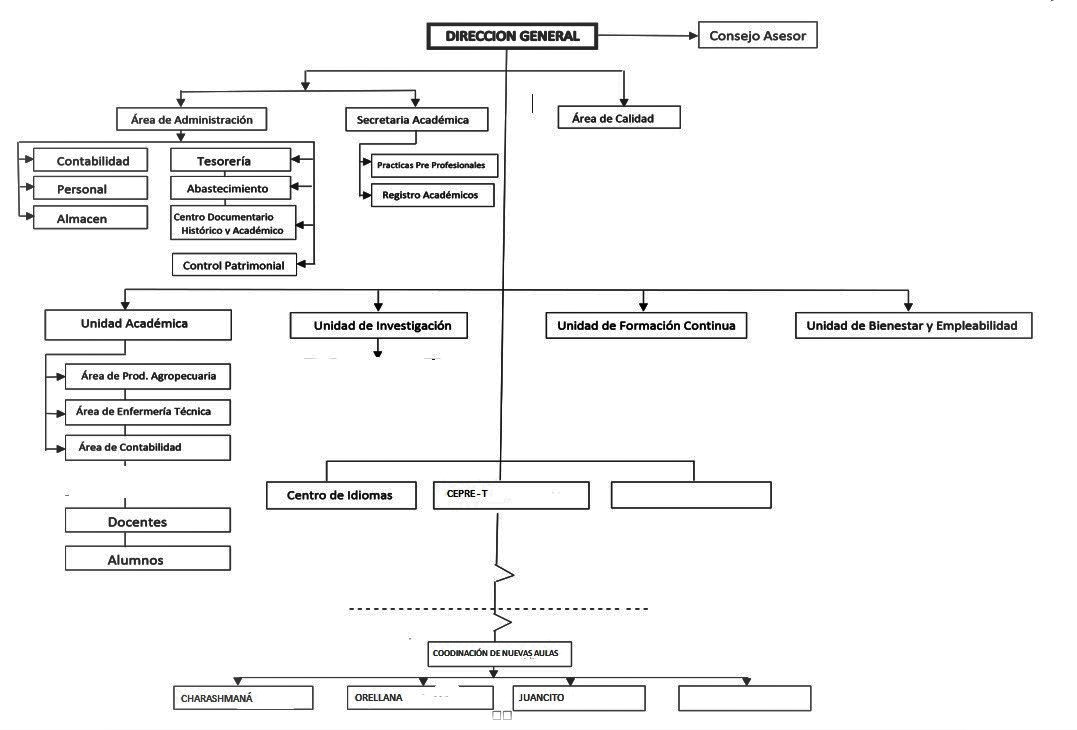 DIRECCION GENERAL
Consejo Asesor
Área de Administración
Secretaria Académica
Área de Calidad
Contabilidad
Tesorería
Practicas Pre Profesionales
Personal
Abastecimiento
Registro Académicos
Almacen
Centro Documentario
Histórico y Académico
Control Patrimonial
Unidad Académica
Unidad de Investigación
Unidad de Formación Continua
Unidad de Bienestar y Empleabilidad
Área de Prod. Agropecuaria
Área de Enfermería Técnica
Área de Contabilidad
Centro de Idiomas
CEPRE - T
Docentes
Alumnos
COODINACIÓN DE NUEVAS AULAS
CHARASHMANÁ
ORELLANA
JUANCITO